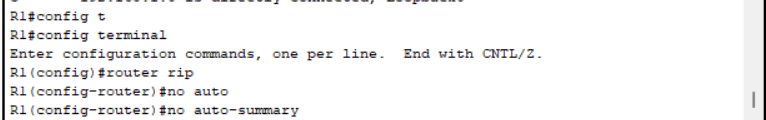 R1#config t
R1#config terminal
Enter configuration commands, one per line.  End with CNTL/Z.
R1(config)#router rip
R1(config-router)#no auto
R1(config-router)#no auto-summary